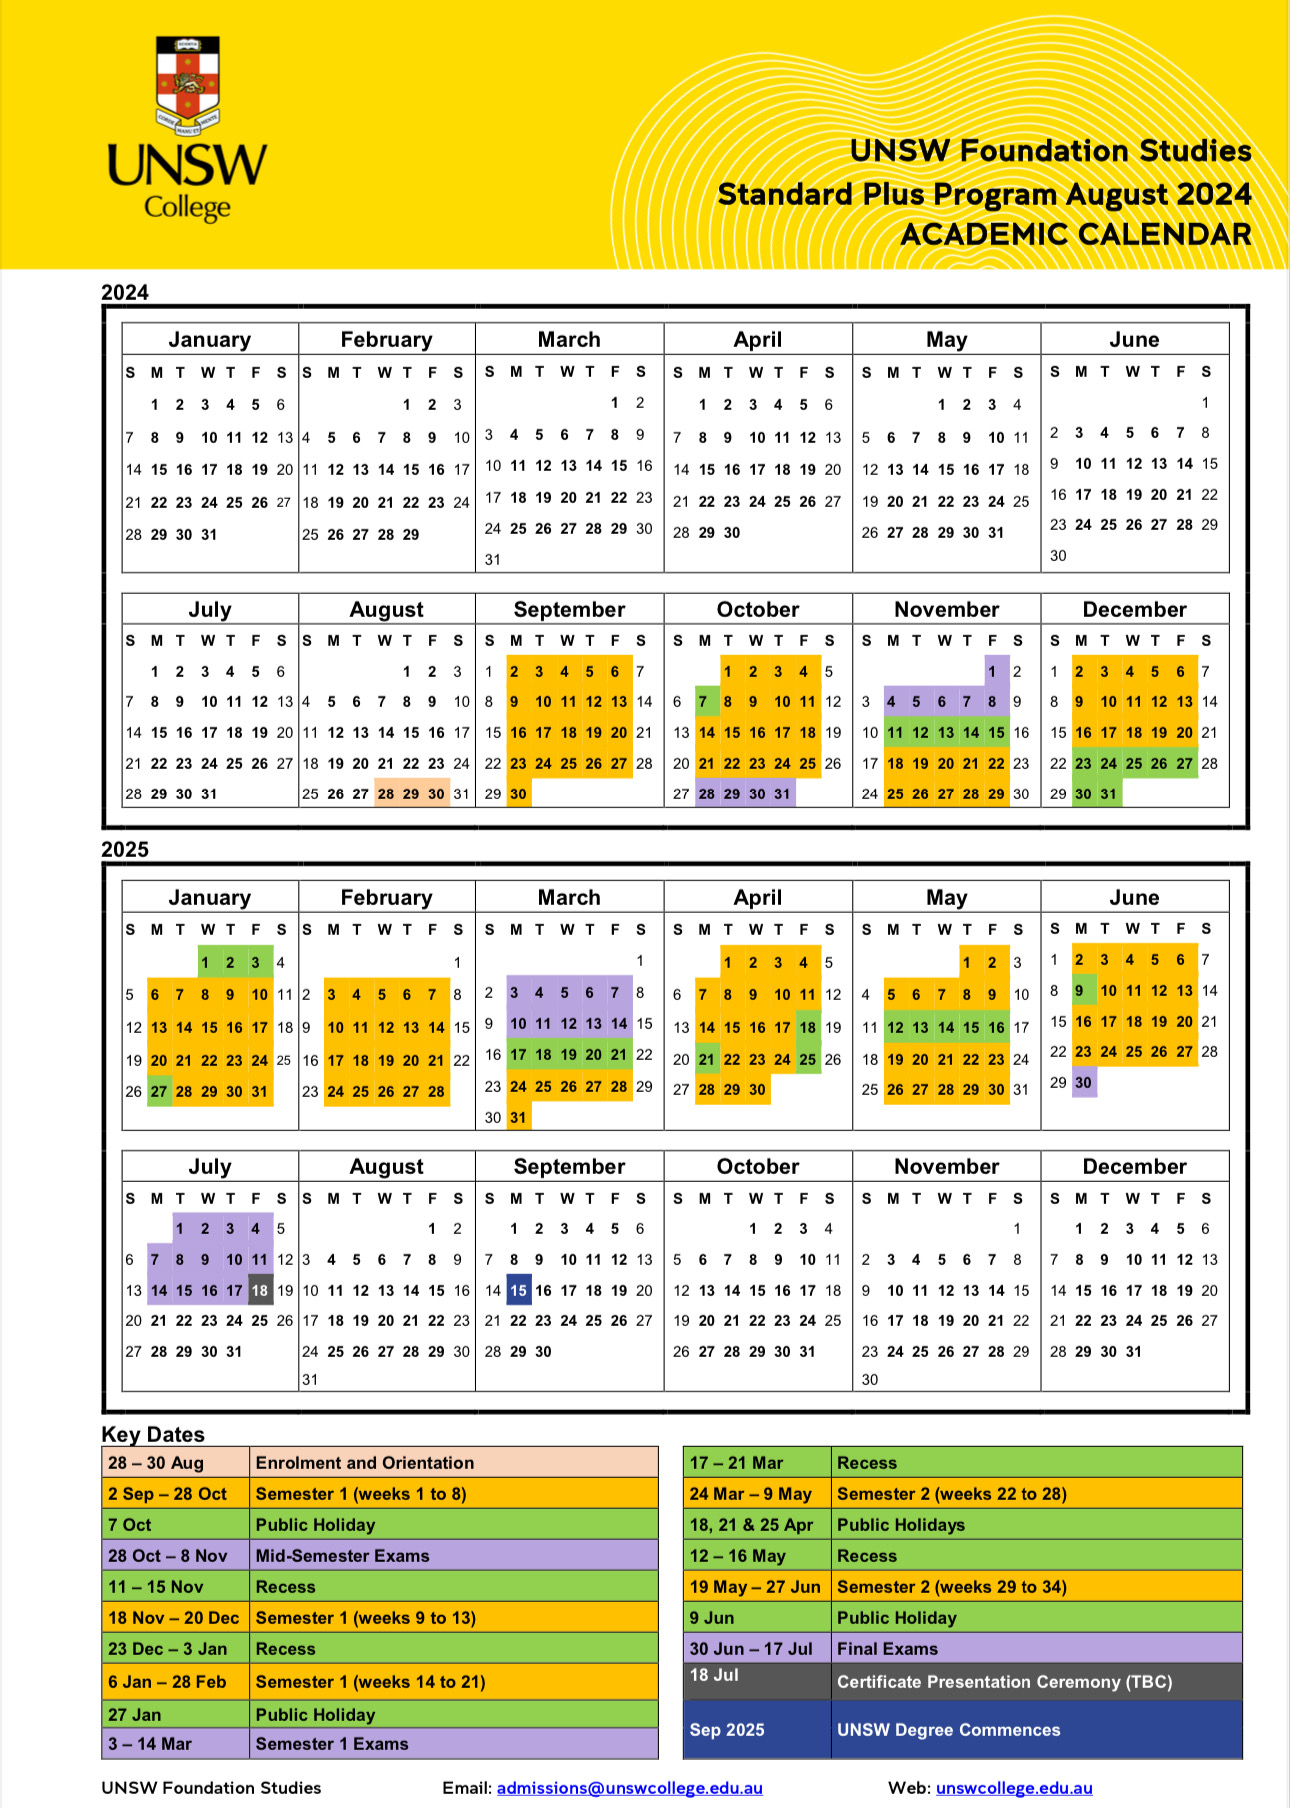 UNSW
College
UNSW Foundation Studies
Standard Plus Program August 2024
ACADEMIC CALENDAR
2024
January February March April May June
S M T W T F S S M T W T F S S M T W T F S S M T W T F S S M T W T F S S M T W T F S
1 2 3 4 5 6 1 2 3 1 2 1 2 3 4 5 6 1 2 3 4 1
7 8 9 10 11 12 13 4 5 6 7 8 9 10 3 4 5 6 7 8 9 7 8 9 10 11 12 13 5 6 7 8 9 10 11 2 3 4 5 6 7 8
14 15 16 17 18 19 20 11 12 13 14 15 16 17 10 11 12 13 14 15 16 14 15 16 17 18 19 20 12 13 14 15 16 17 18 9 10 11 12 13 14 15
21 22 23 24 25 26 27 18 19 20 21 22 23 24 17 18 19 20 21 22 23 21 22 23 24 25 26 27 19 20 21 22 23 24 25 16 17 18 19 20 21 22
28 29 30 31 25 26 27 28 29 24 25 26 27 28 29 30 28 29 30 26 27 28 29 30 31 23 24 25 26 27 28 29
31 30
July August September October November December
S M T W T F S S M T W T F S S M T W T F S S M T W T F S S M T W T F S S M T W T F S
1 2 3 4 5 6 1 2 3 1 2 3 4 5 6 7 1 2 3 4 5 1 2 1 2 3 4 5 6 7
7 8 9 10 11 12 13 4 5 6 7 8 9 10 8 9 10 11 12 13 14 6 7 8 9 10 11 12 3 4 5 6 7 8 9 8 9 10 11 12 13 14
14 15 16 17 18 19 20 11 12 13 14 15 16 17 15 16 17 18 19 20 21 13 14 15 16 17 18 19 10 11 12 13 14 15 16 15 16 17 18 19 20 21
21 22 23 24 25 26 27 18 19 20 21 22 23 24 22 23 24 25 26 27 28 20 21 22 23 24 25 26 17 18 19 20 21 22 23 22 23 24 25 26 27 28
28 29 30 31 25 26 27 28 29 30 31 29 30 27 28 29 30 31 24 25 26 27 28 29 30 29 30 31
2025
January February March April May June
S M T W T F S S M T W T F S S M T W T F S S M T W T F S S M T W T F S S M T W T F S
1 2 3 4 1 1 1 2 3 4 5 1 2 3 1 2 3 4 5 6 7
5 6 7 8 9 10 11 2 3 4 5 6 7 8 2 3 4 5 6 7 8 6 7 8 9 10 11 12 4 5 6 7 8 9 10 8 9 10 11 12 13 14
12 13 14 15 16 17 18 9 10 11 12 13 14 15 9 10 11 12 13 14 15 13 14 15 16 17 18 19 11 12 13 14 15 16 17 15 16 17 18 19 20 21
19 20 21 22 23 24 25 16 17 18 19 20 21 22 16 17 18 19 20 21 22 20 21 22 23 24 25 26 18 19 20 21 22 23 24 22 23 24 25 26 27 28
26 27 28 29 30 31 23 24 25 26 27 28 23 24 25 26 27 28 29 27 28 29 30 25 26 27 28 29 30 31 29 30
30 31
July August September October November December
S M T W T F S S M T W T F S S M T W T F S S M T W T F S S M T W T F S S M T W T F S
1 2 3 4 5 1 2 1 2 3 4 5 6 1 2 3 4 1 1 2 3 4 5 6
6 7 8 9 10 11 12 3 4 5 6 7 8 9 7 8 9 10 11 12 13 5 6 7 8 9 10 11 2 3 4 5 6 7 8 7 8 9 10 11 12 13
13 14 15 16 17 18 19 10 11 12 13 14 15 16 14 15 16 17 18 19 20 12 13 14 15 16 17 18 9 10 11 12 13 14 15 14 15 16 17 18 19 20
20 21 22 23 24 25 26 17 18 19 20 21 22 23 21 22 23 24 25 26 27 19 20 21 22 23 24 25 16 17 18 19 20 21 22 21 22 23 24 25 26 27
27 28 29 30 31 24 25 26 27 28 29 30 28 29 30 26 27 28 29 30 31 23 24 25 26 27 28 29 28 29 30 31
31 30
Key Dates
28 – 30 Aug Enrolment and Orientation
2 Sep – 28 Oct Semester 1 (weeks 1 to 8)
7 Oct Public Holiday
28 Oct – 8 Nov Mid-Semester Exams
11 – 15 Nov Recess
18 Nov – 20 Dec Semester 1 (weeks 9 to 13)
23 Dec – 3 Jan Recess
6 Jan – 28 Feb Semester 1 (weeks 14 to 21)
27 Jan Public Holiday
3 – 14 Mar Semester 1 Exams
17 – 21 Mar Recess
24 Mar – 9 May Semester 2 (weeks 22 to 28)
18, 21 & 25 Apr Public Holidays
12 – 16 May Recess
19 May – 27 Jun Semester 2 (weeks 29 to 34)
9 Jun Public Holiday
30 Jun – 17 Jul Final Exams
18 Jul Certificate Presentation Ceremony (TBC)
Sep 2025 UNSW Degree Commences
UNSW Foundation Studies Email: admissions@unswcollege.edu.au Web: unswcollege.edu.au